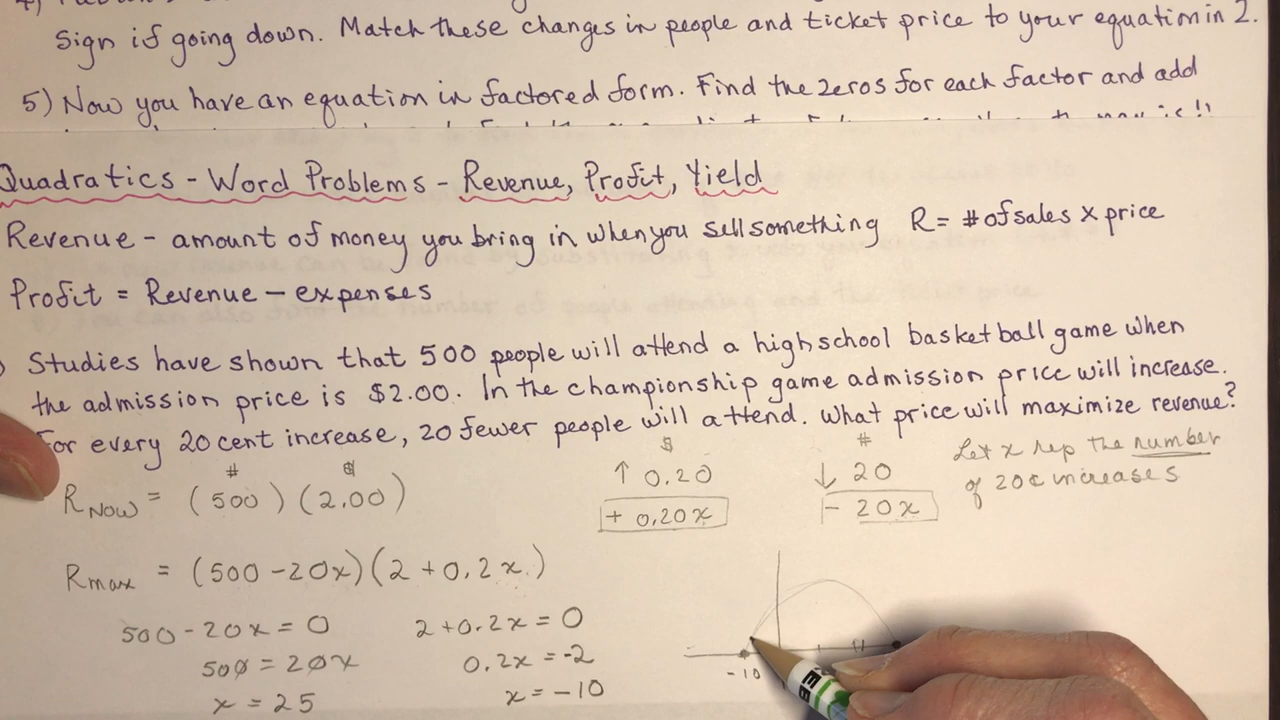 Sign if going down. Match these changes in people and ticket price to your equation in 2.
5) Now you have an equation in factored form. Find the zeros for each factor and add
Quadratics - Word Problems - Revenue, Profit, Yield
Revenue - amount of money you bring in when you sell something R = # of sales x price
Profit = Revenue - expenses
Studies have shown that 500 people will attend a high school basketball game when
the admission price is $2.00. In the championship game admission price will increase.
For every 20 cent increase, 20 fewer people will attend. What price will maximize revenue?
# $ $ # Let x rep the number
R NOW = (500) (2.00) ↑ 0.20 ↓ 20 of 20¢ increases
+ 0.20x - 20x
Rmax = (500 - 20x)(2 + 0.2x)
500 - 20x = 0 2 + 0.2x = 0
500 = 20x 0.2x = -2
x = 25 x = -10
-10